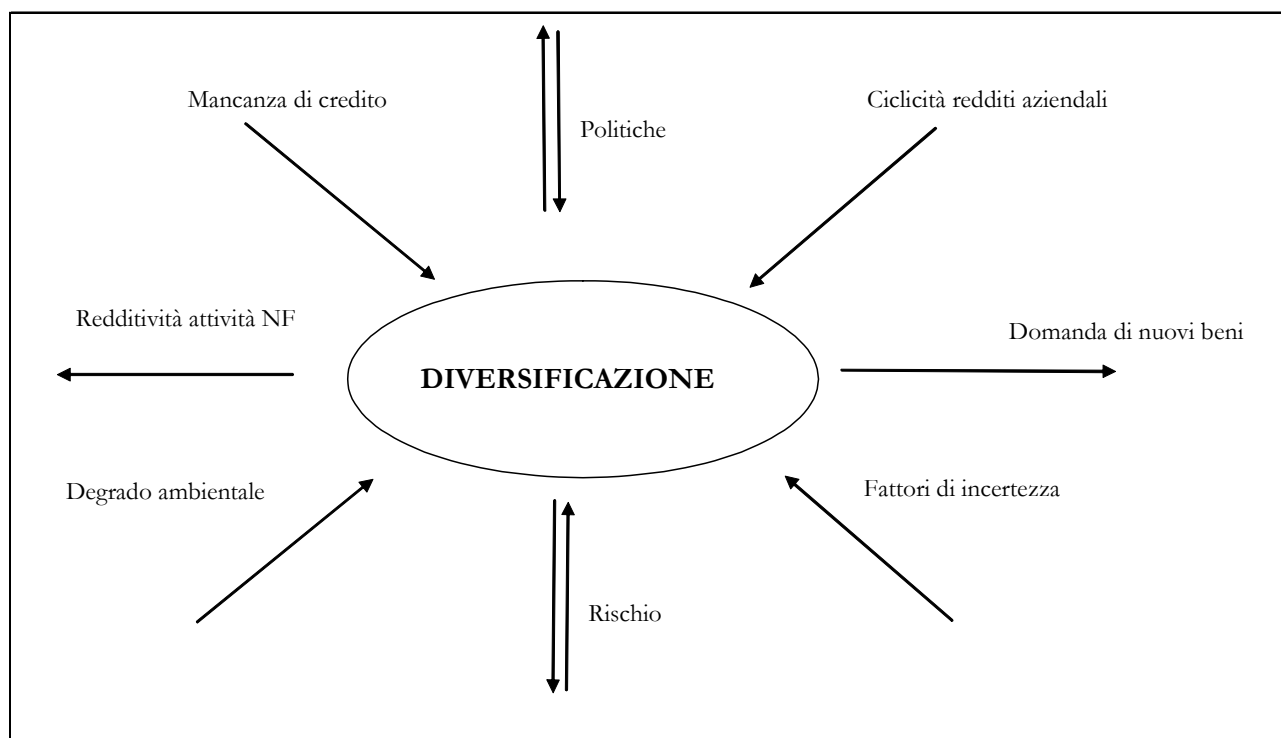 Mancanza di credito
Ciclicità redditi aziendali
Politiche
Redditività attività NF
Domanda di nuovi beni
DIVERSIFICAZIONE
Degrado ambientale
Fattori di incertezza
Rischio